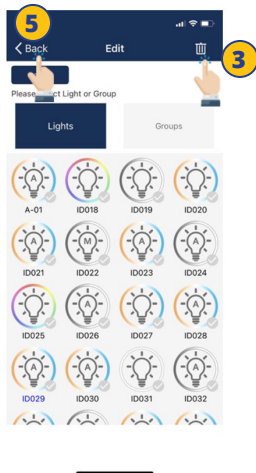 5
Back Edit
3
Please Light or Group
Lights Groups
A
A-01 ID018 ID019 ID020
A M A A
ID021 ID022 ID023 ID024
A
ID025 ID026 ID027 ID028
A A A
ID029 ID030 ID031 ID032